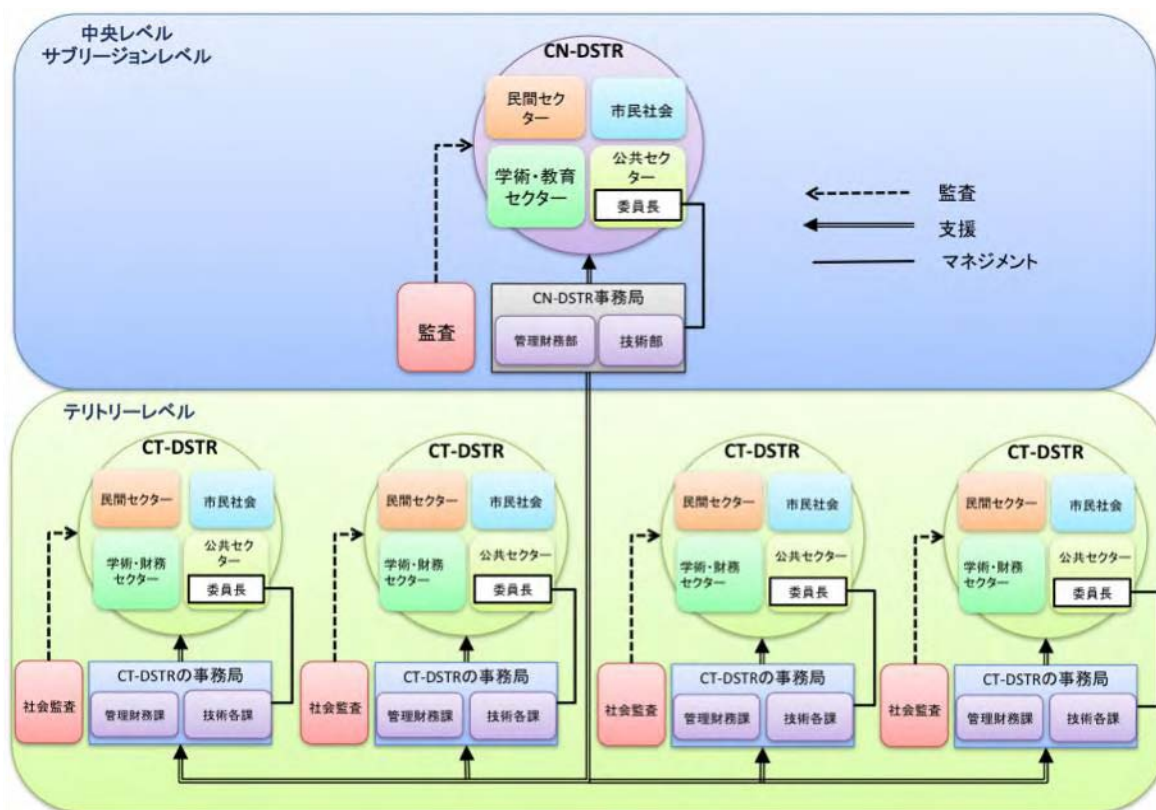 中央レベル
サブリージョンレベル
CN-DSTR
民間セク
ター
市民社会
学術・教育
セクター
公共セク
ター
委員長
監査
支援
マネジメント
監査
CN-DSTR事務局
管理財務部
技術部
テリトリーレベル
CT-DSTR
民間セクター
市民社会
学術・財務
セクター
公共セク
ター
委員長
社会監査
CT-DSTRの事務局
管理財務課
技術各課
CT-DSTR
民間セクター
市民社会
学術・財務
セクター
公共セクター
委員長
社会監査
CT-DSTRの事務局
管理財務課
技術各課
CT-DSTR
民間セクター
市民社会
学術・財務
セクター
公共セクター
委員長
社会監査
CT-DSTRの事務局
管理財務課
技術各課
CT-DSTR
民間セクター
市民社会
学術・財務
セクター
公共セクター
委員長
社会監査
CT-DSTRの事務局
管理財務課
技術各課